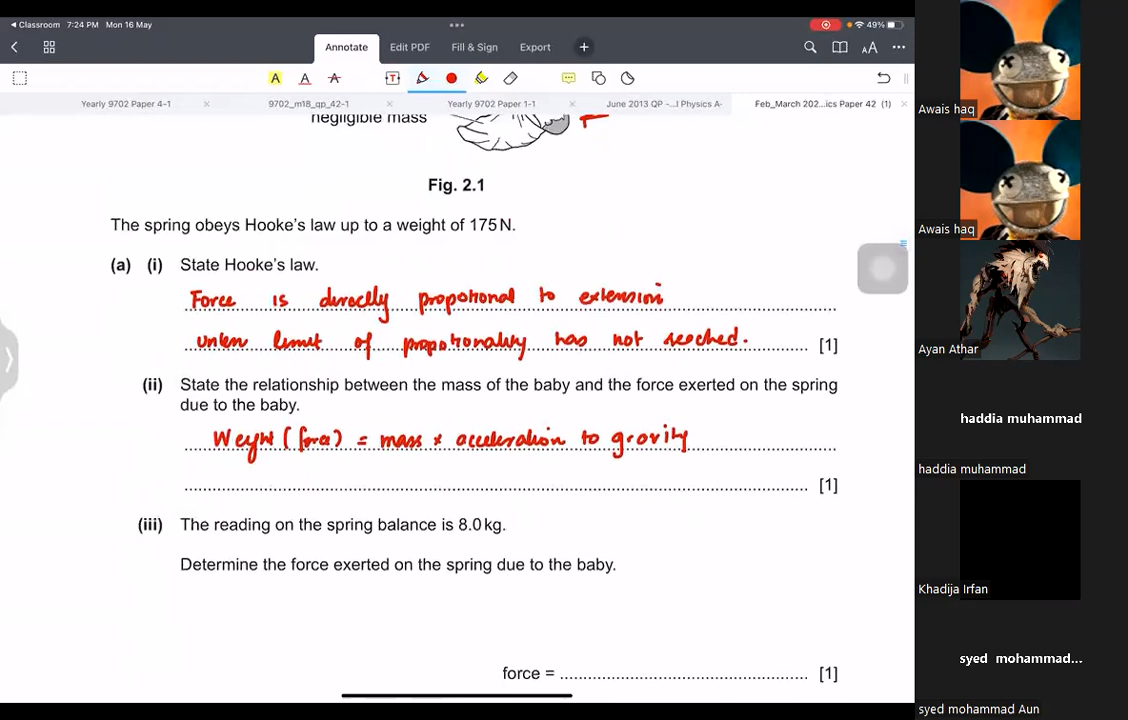 Classroom 7:24 PM Mon 16 May
49%
Annotate Edit PDF Fill & Sign Export
Yearly 9702 Paper 4-1 9702_m18_qp_42-1 Yearly 9702 Paper 1-1 June 2013 QP -...l Physics A- Feb_March 202...ics Paper 42 (1)
negligible mass
Fig. 2.1
The spring obeys Hooke's law up to a weight of 175 N.
(a) (i) State Hooke's law.
Force is directly propotional to extension
unless limit of propotionality has not reached. [1]
(ii) State the relationship between the mass of the baby and the force exerted on the spring
due to the baby.
Weight (force) = mass × acceleration to gravity
[1]
(iii) The reading on the spring balance is 8.0 kg.
Determine the force exerted on the spring due to the baby.
force = [1]
Awais haq
Awais haq
Ayan Athar
haddia muhammad
haddia muhammad
Khadija Irfan
syed mohammad...
syed mohammad Aun